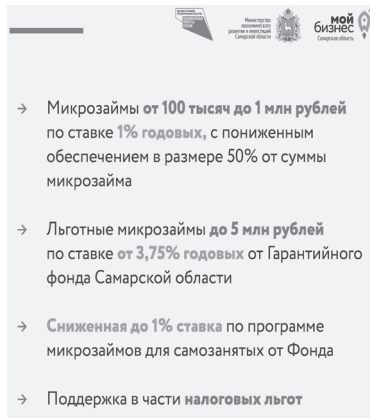 Министерство
экономического
развития и инвестиций
Самарской области
мой
бизнес
Самарская область
→ Микрозаймы от 100 тысяч до 1 млн рублей
по ставке 1% годовых, с пониженным
обеспечением в размере 50% от суммы
микрозайма
→ Льготные микрозаймы до 5 млн рублей
по ставке от 3,75% годовых от Гарантийного
фонда Самарской области
→ Сниженная до 1% ставка по программе
микрозаймов для самозанятых от Фонда
→ Поддержка в части налоговых льгот